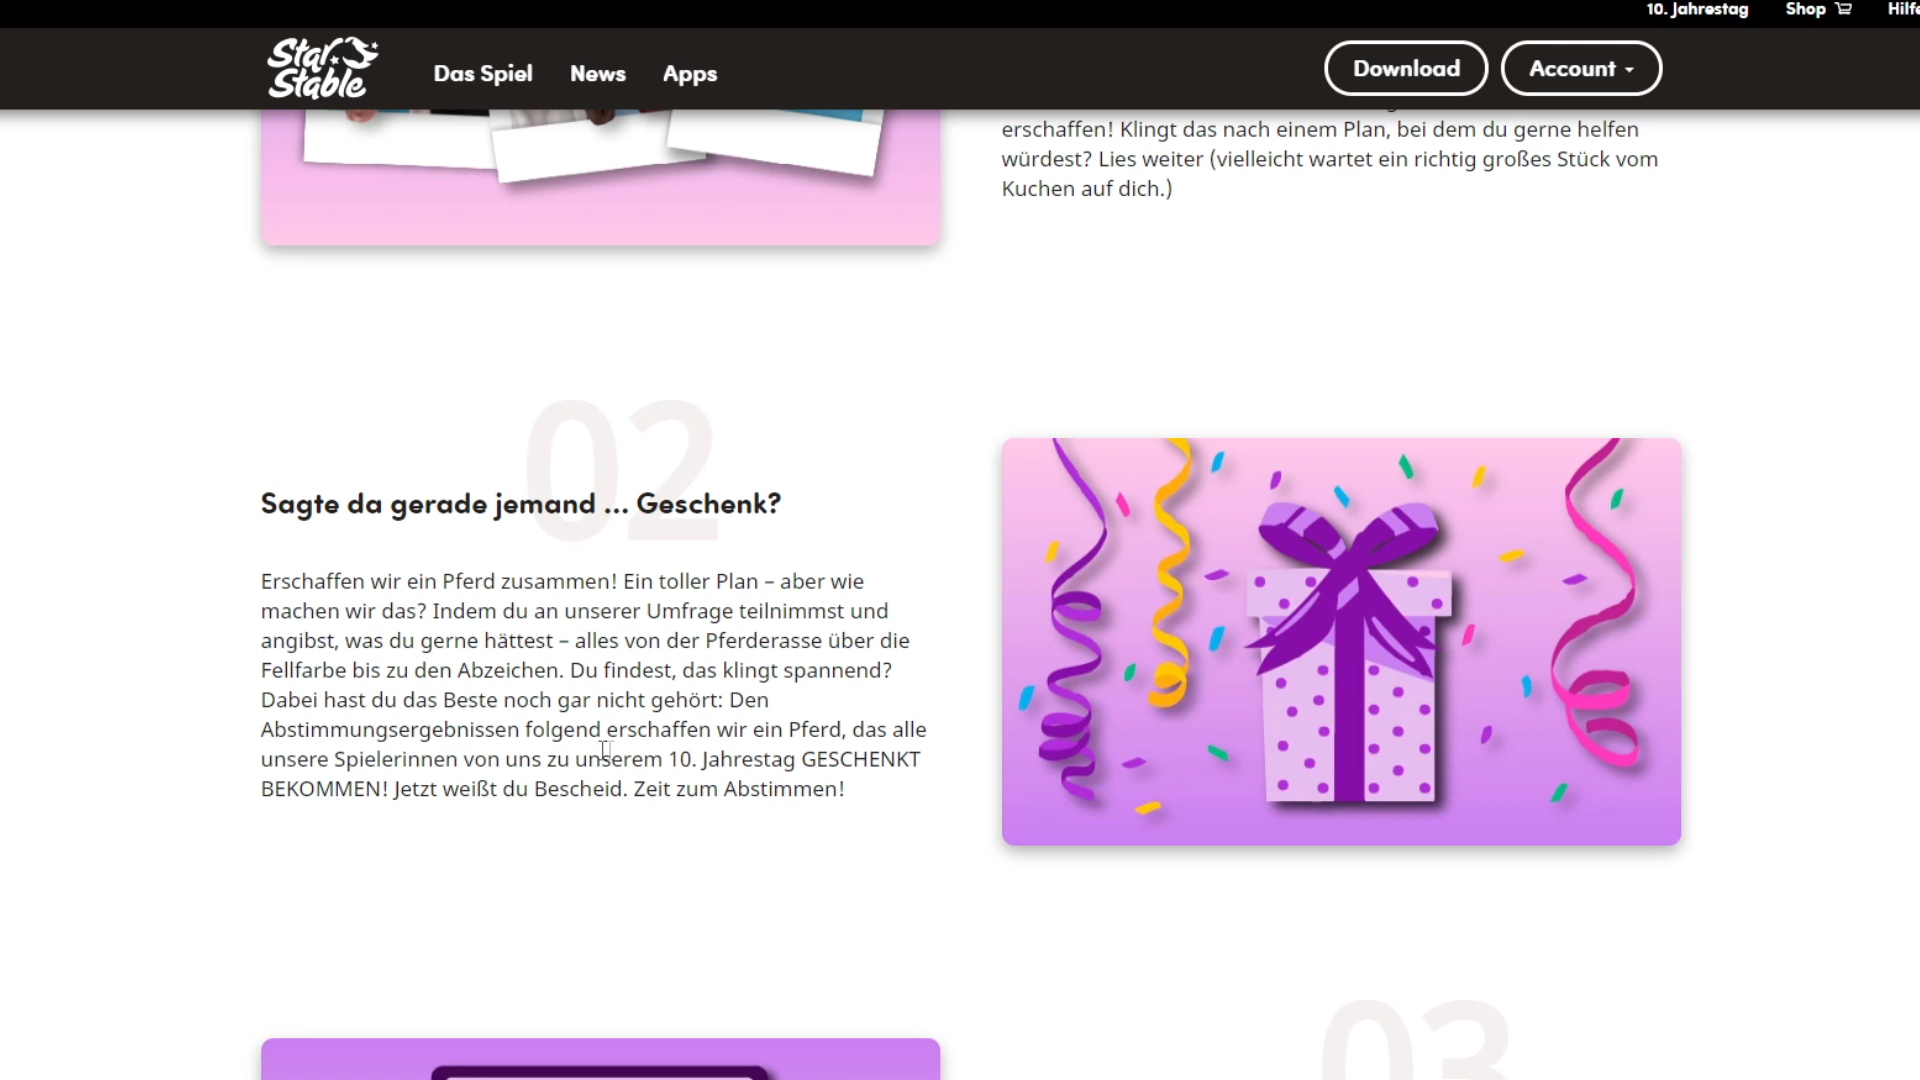 10. Jahrestag Shop Hilfe
Star Stable
Das Spiel News Apps Download Account
erschaffen! Klingt das nach einem Plan, bei dem du gerne helfen
würdest? Lies weiter (vielleicht wartet ein richtig großes Stück vom
Kuchen auf dich.)
02
Sagte da gerade jemand ... Geschenk?
Erschaffen wir ein Pferd zusammen! Ein toller Plan – aber wie
machen wir das? Indem du an unserer Umfrage teilnimmst und
angibst, was du gerne hättest – alles von der Pferderasse über die
Fellfarbe bis zu den Abzeichen. Du findest, das klingt spannend?
Dabei hast du das Beste noch gar nicht gehört: Den
Abstimmungsergebnissen folgend erschaffen wir ein Pferd, das alle
unsere Spielerinnen von uns zu unserem 10. Jahrestag GESCHENKT
BEKOMMEN! Jetzt weißt du Bescheid. Zeit zum Abstimmen!
03